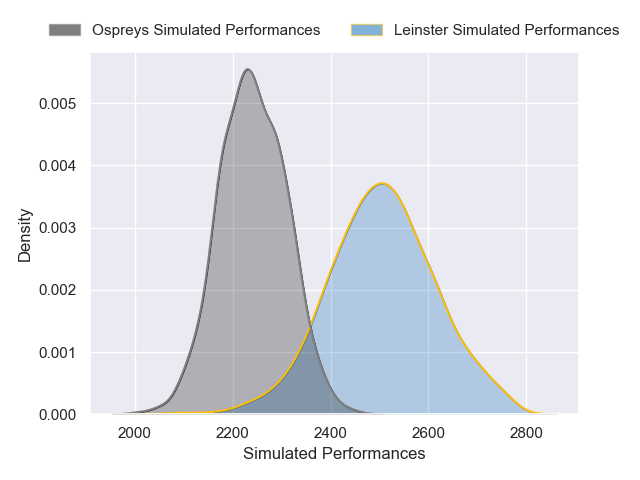 Ospreys Simulated Performances Leinster Simulated Performances
0.005
0.004
0.003
0.002
0.001
0.000
Density
2000 2200 2400 2600 2800
Simulated Performances